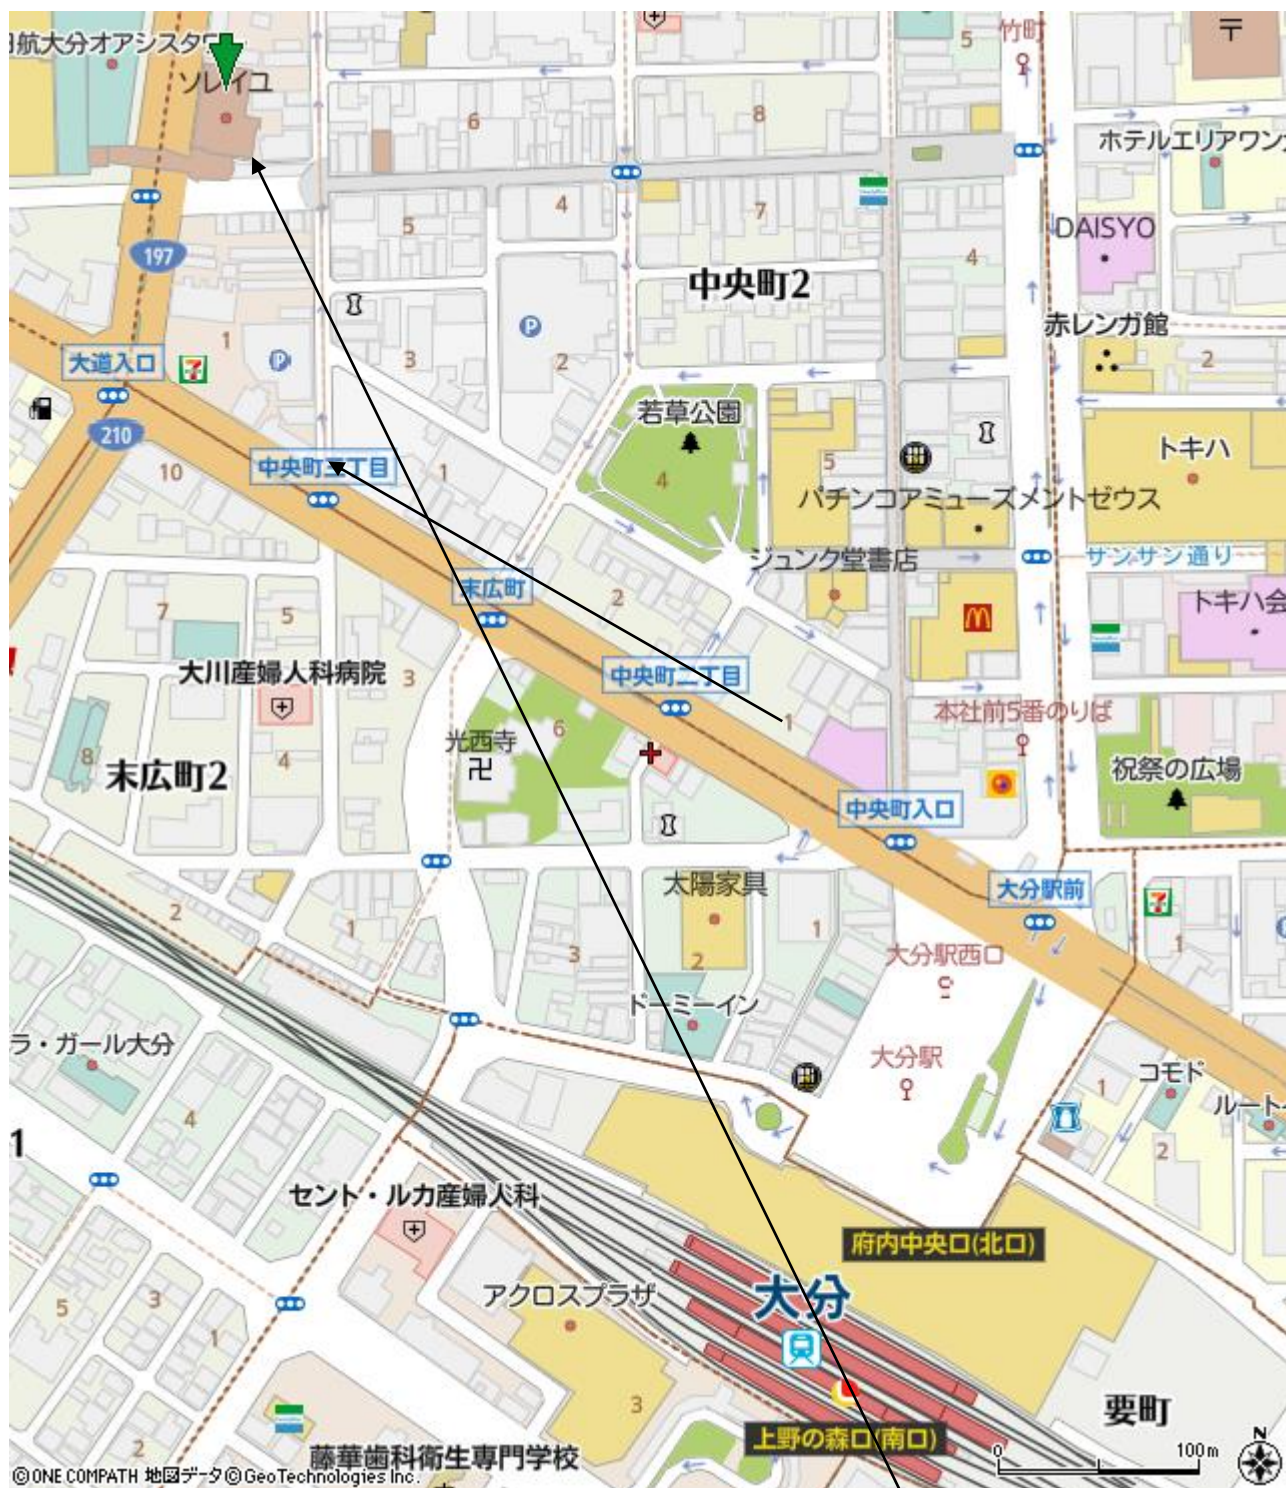 航大分オアシスタワ
ソレイユ
竹町
5
〒
6
8
ホテルエリアワン
5
4
7
DAISYO
197
4
中央町2
赤レンガ館
P
大道入口
1
P
3
2
2
210
若草公園
トキハ
10
中央町三丁目
1
4
5
パチンコアミューズメントゼウス
ジュンク堂書店
サンサン通り
末広町
2
7
5
トキハ会
大川産婦人科病院
3
中央町二丁目
1
本社前5番のりば
光西寺
6
卍
8
4
末広町2
祝祭の広場
中央町入口
太陽家具
大分駅前
2
1
3
2
1
1
大分駅西口
ドーミーイン
ラ・ガール大分
大分駅
コモド
1
ルート
4
1
2
セント・ルカ産婦人科
府内中央口(北口)
アクロスプラザ
大分
5
3
1
3
要町
上野の森口(南口)
2
藤華歯科衛生専門学校
0
100m
N
©ONE COMPATH 地図データ©GeoTechnologies Inc.